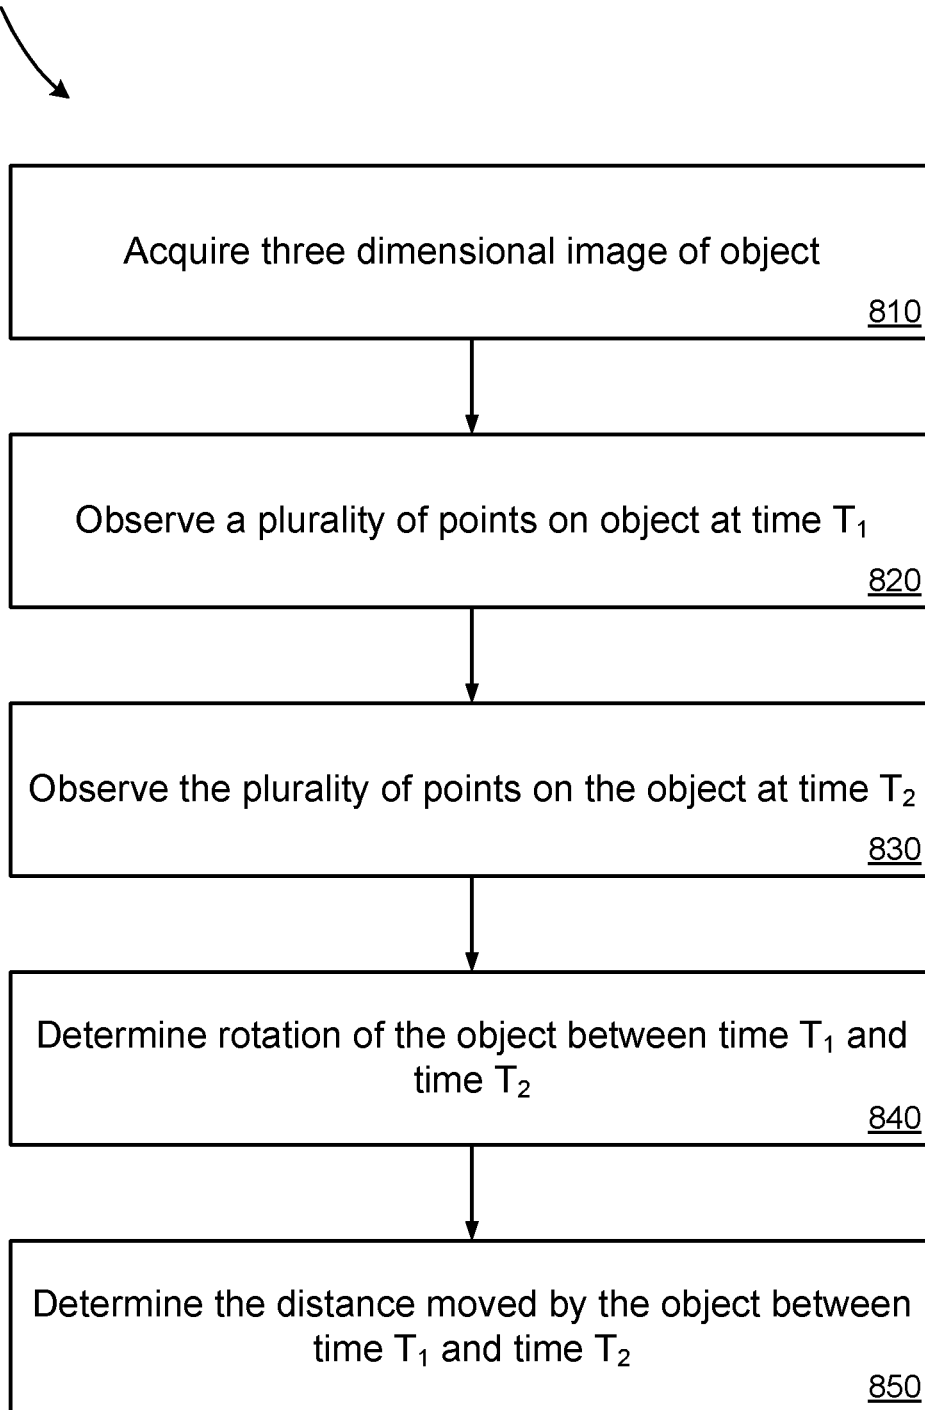 Acquire three dimensional image of object
810
Observe a plurality of points on object at time T₁
820
Observe the plurality of points on the object at time T₂
830
Determine rotation of the object between time T₁ and
time T₂
840
Determine the distance moved by the object between
time T₁ and time T₂
850